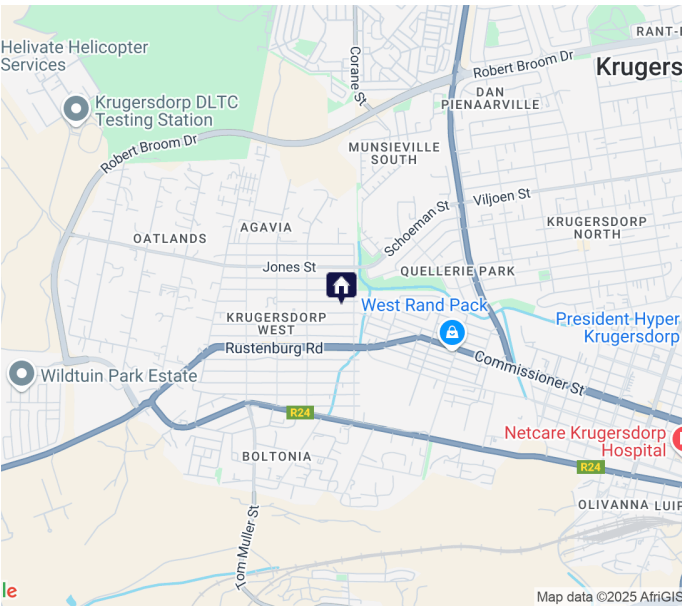 RANT-
Helivate Helicopter
Services
Corane St
Robert Broom Dr
Krugers
Krugersdorp DLTC
Testing Station
DAN
PIENAARVILLE
Robert Broom Dr
MUNSIEVILLE
SOUTH
Viljoen St
Schoeman St
KRUGERSDORP
NORTH
AGAVIA
OATLANDS
Jones St
QUELLERIE PARK
West Rand Pack
KRUGERSDORP
WEST
President Hyper
Krugersdorp
Rustenburg Rd
Commissioner St
Wildtuin Park Estate
R24
Netcare Krugersdorp
Hospital
BOLTONIA
R24
OLIVANNA
LUIP
Tom Muller St
le
Map data ©2025 AfriGIS